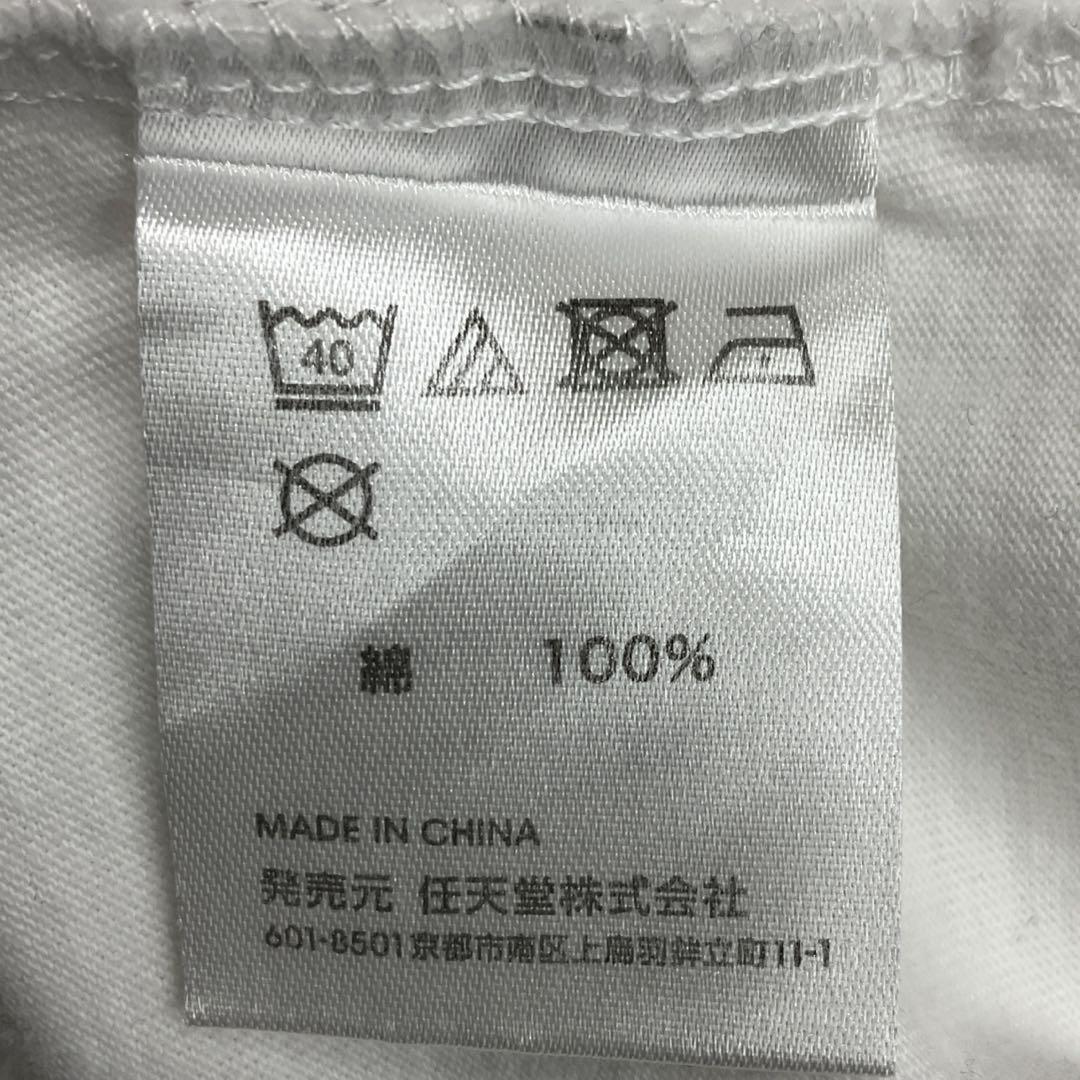 40
綿 100%
MADE IN CHINA
発売元 任天堂株式会社
601-8501京都市南区上鳥羽鉾立町11-1